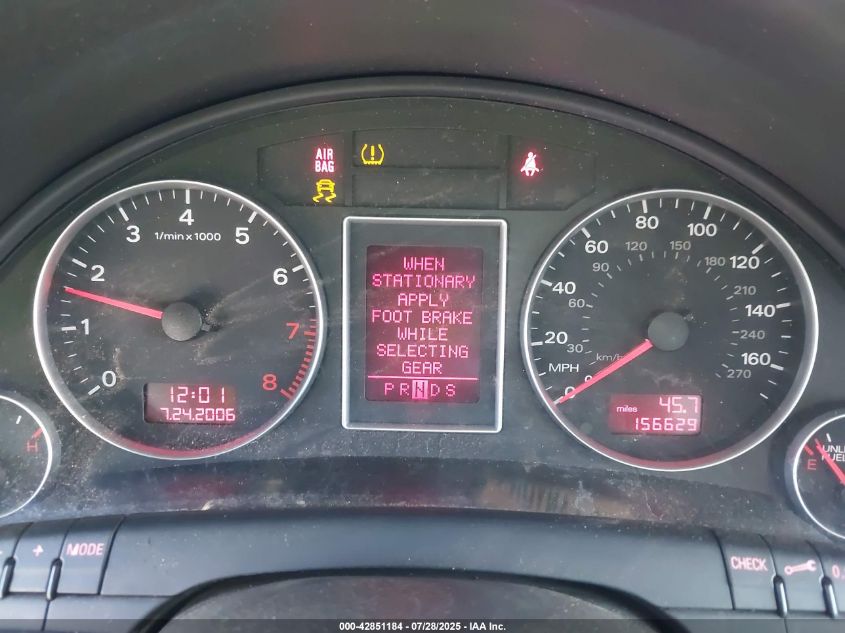 AIR
BAG
0 1 2 3 4 5 6 7 8
1/min x 1000
12:01
7.24.2006
WHEN
STATIONARY
APPLY
FOOT BRAKE
WHILE
SELECTING
GEAR
P R N D S
0 20 40 60 80 100 120 140 160
30 60 90 120 150 180 210 240 270
km/h
MPH
miles 45.7
156629
H
E
UNLE
FUEL
- + MODE
CHECK
0.
000-42851184 / 07/28/2025 - IAA Inc.